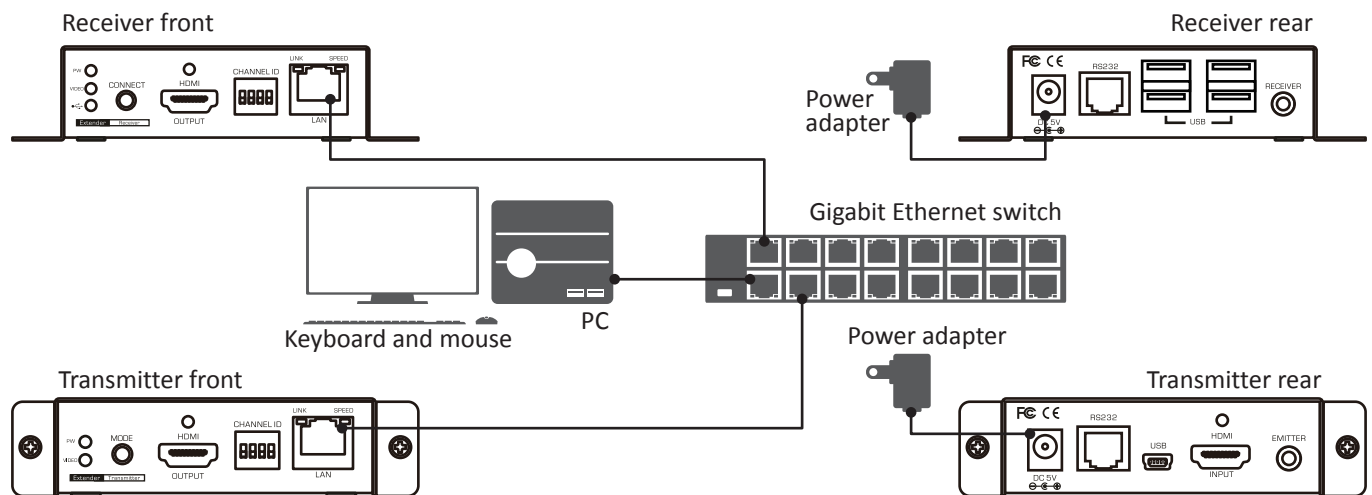 Receiver front
PW
VIDEO
CONNECT
HDMI
OUTPUT
CHANNEL ID
LINK
SPEED
LAN
Extender
Receiver
Receiver rear
FC CE
DC 5V
RS232
USB
RECEIVER
Power
adapter
Gigabit Ethernet switch
PC
Keyboard and mouse
Transmitter front
PW
VIDEO
MODE
HDMI
OUTPUT
CHANNEL ID
LINK
SPEED
LAN
Extender
Transmitter
Power adapter
Transmitter rear
FC CE
DC 5V
RS232
USB
HDMI
INPUT
EMITTER